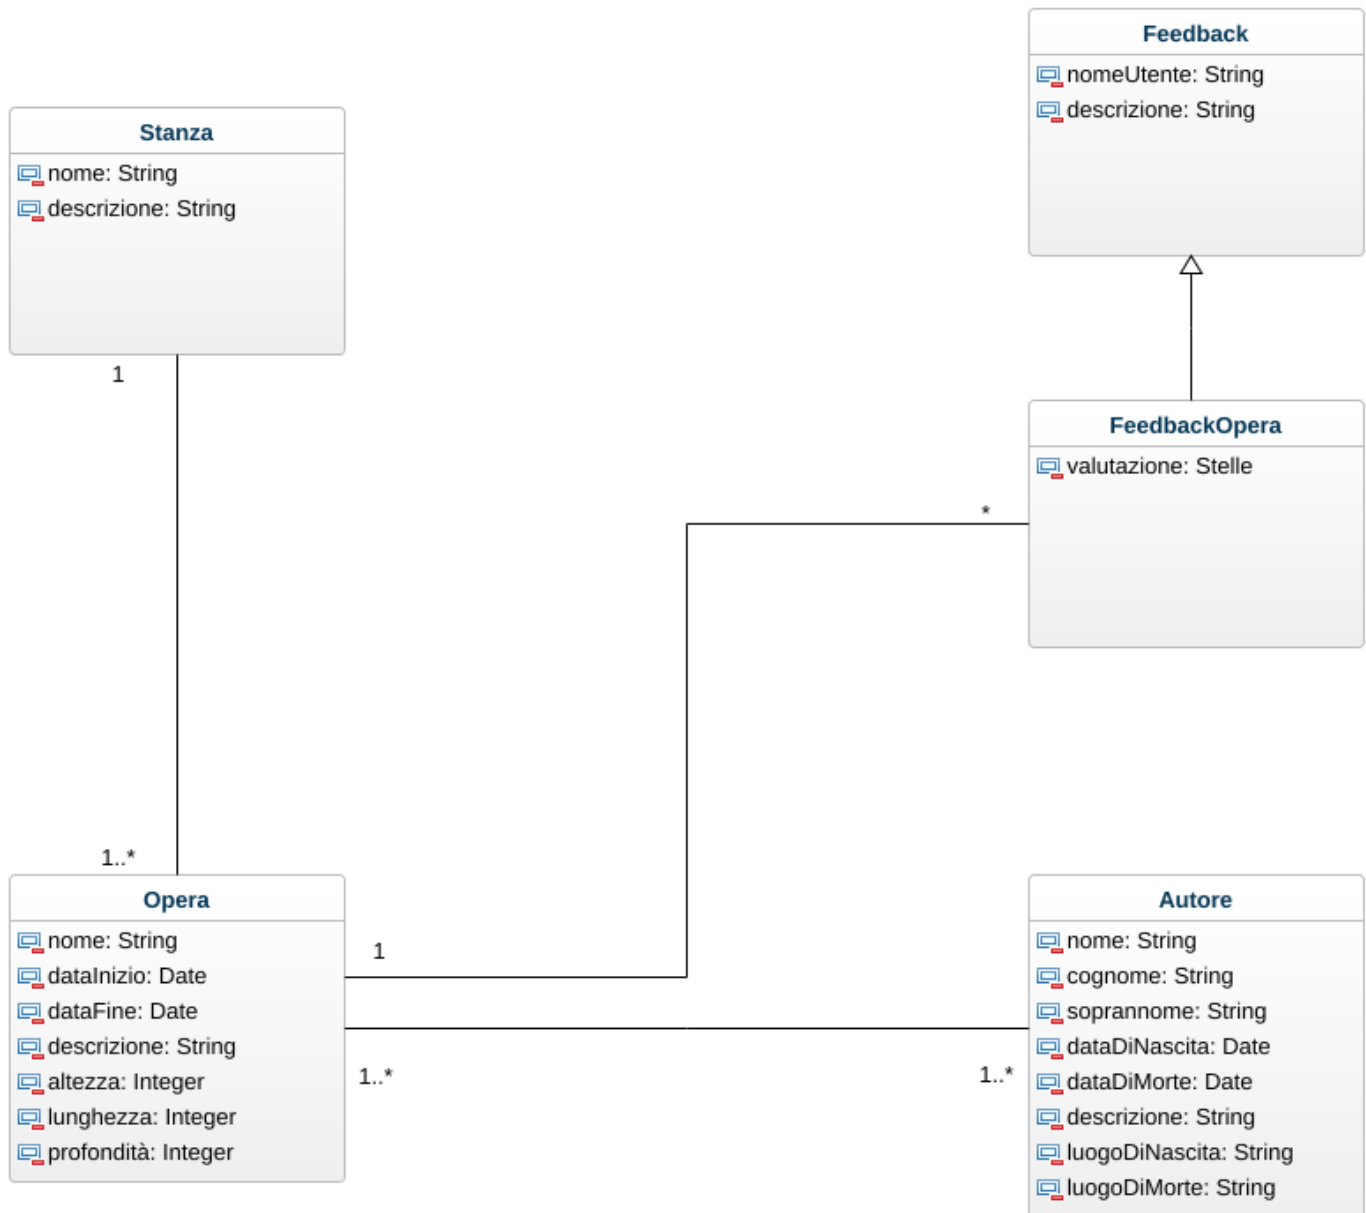 Feedback
nomeUtente: String
descrizione: String
Stanza
nome: String
descrizione: String
1
FeedbackOpera
valutazione: Stelle
*
1..*
Opera
nome: String
dataInizio: Date
dataFine: Date
descrizione: String
altezza: Integer
lunghezza: Integer
profondità: Integer
1
1..*
1..*
Autore
nome: String
cognome: String
soprannome: String
dataDiNascita: Date
dataDiMorte: Date
descrizione: String
luogoDiNascita: String
luogoDiMorte: String